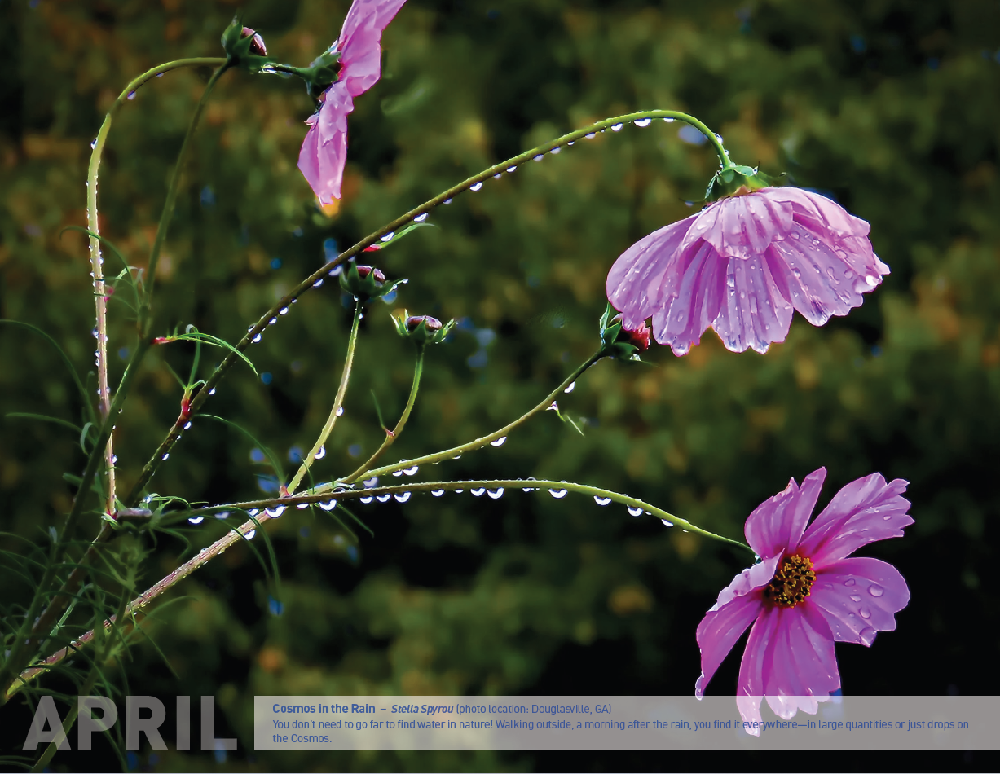 APRIL
Cosmos in the Rain – Stella Spyrou (photo location: Douglasville, GA)
You don't need to go far to find water in nature! Walking outside, a morning after the rain, you find it everywhere—in large quantities or just drops on
the Cosmos.